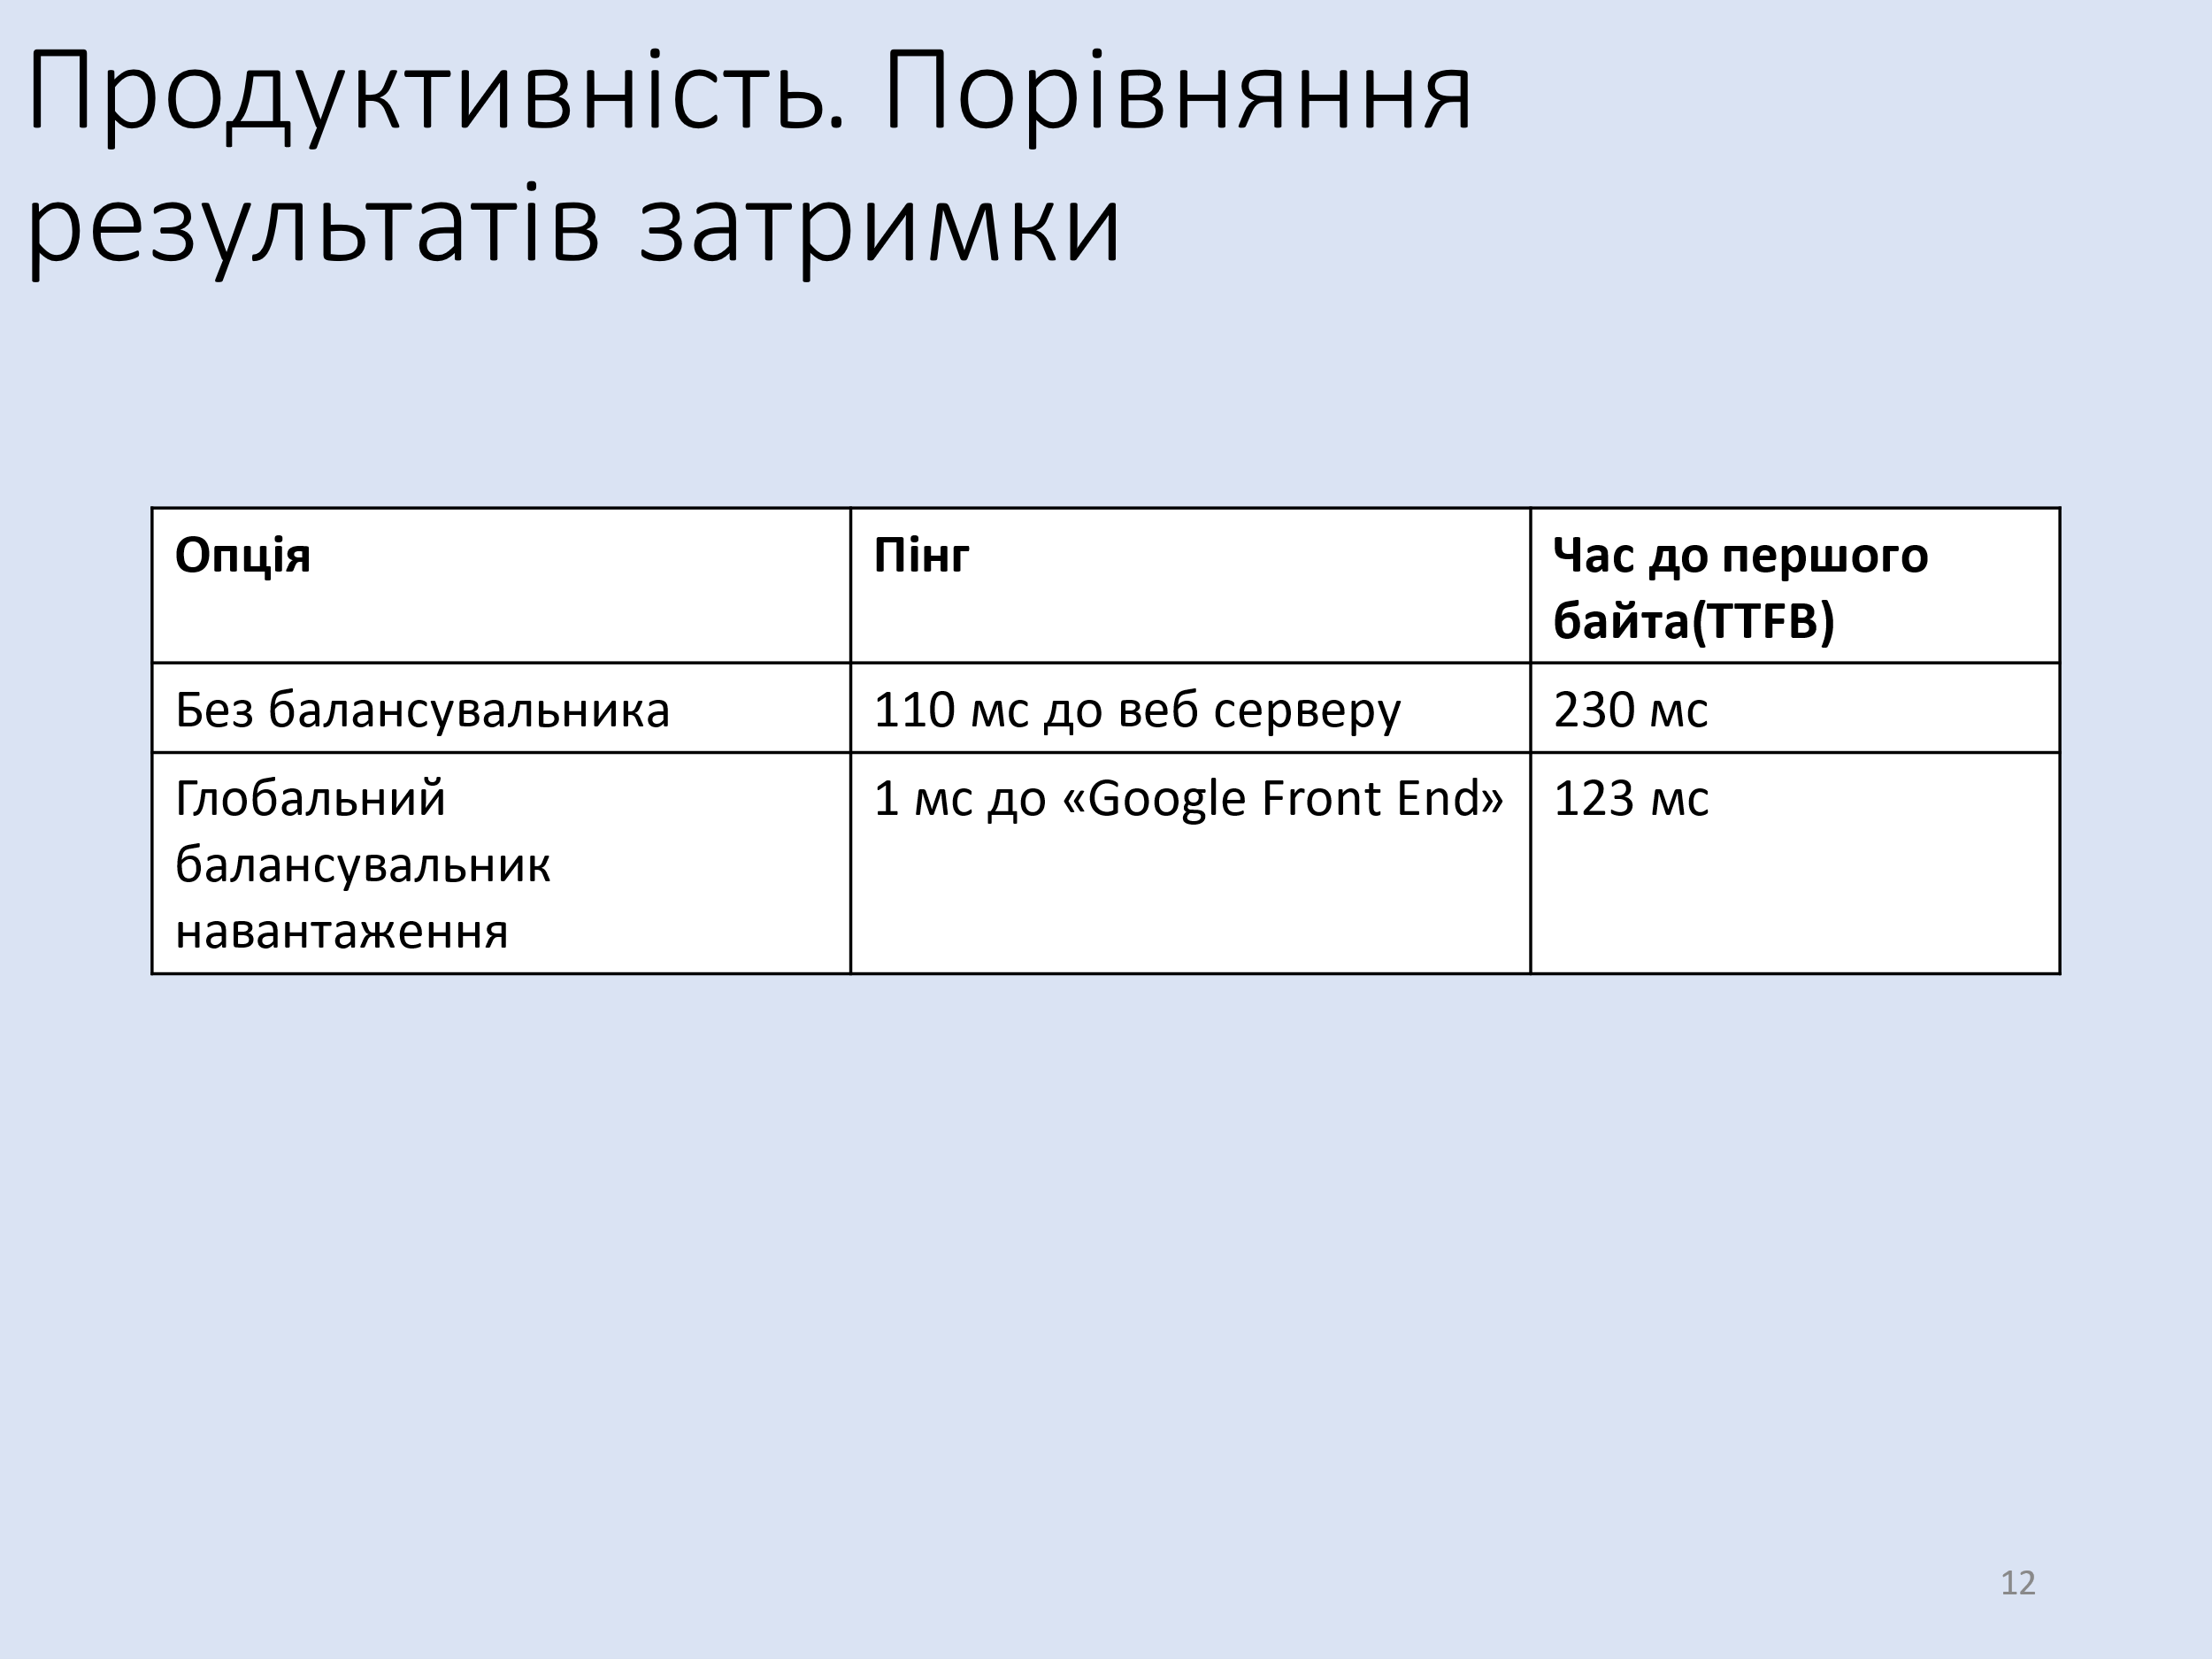 Продуктивність. Порівняння
результатів затримки
Опція
Пінг
Час до першого
байта(TTFB)
Без балансувальника
110 мс до веб серверу
230 мс
Глобальний
балансувальник
навантаження
1 мс до «Google Front End»
123 мс
12